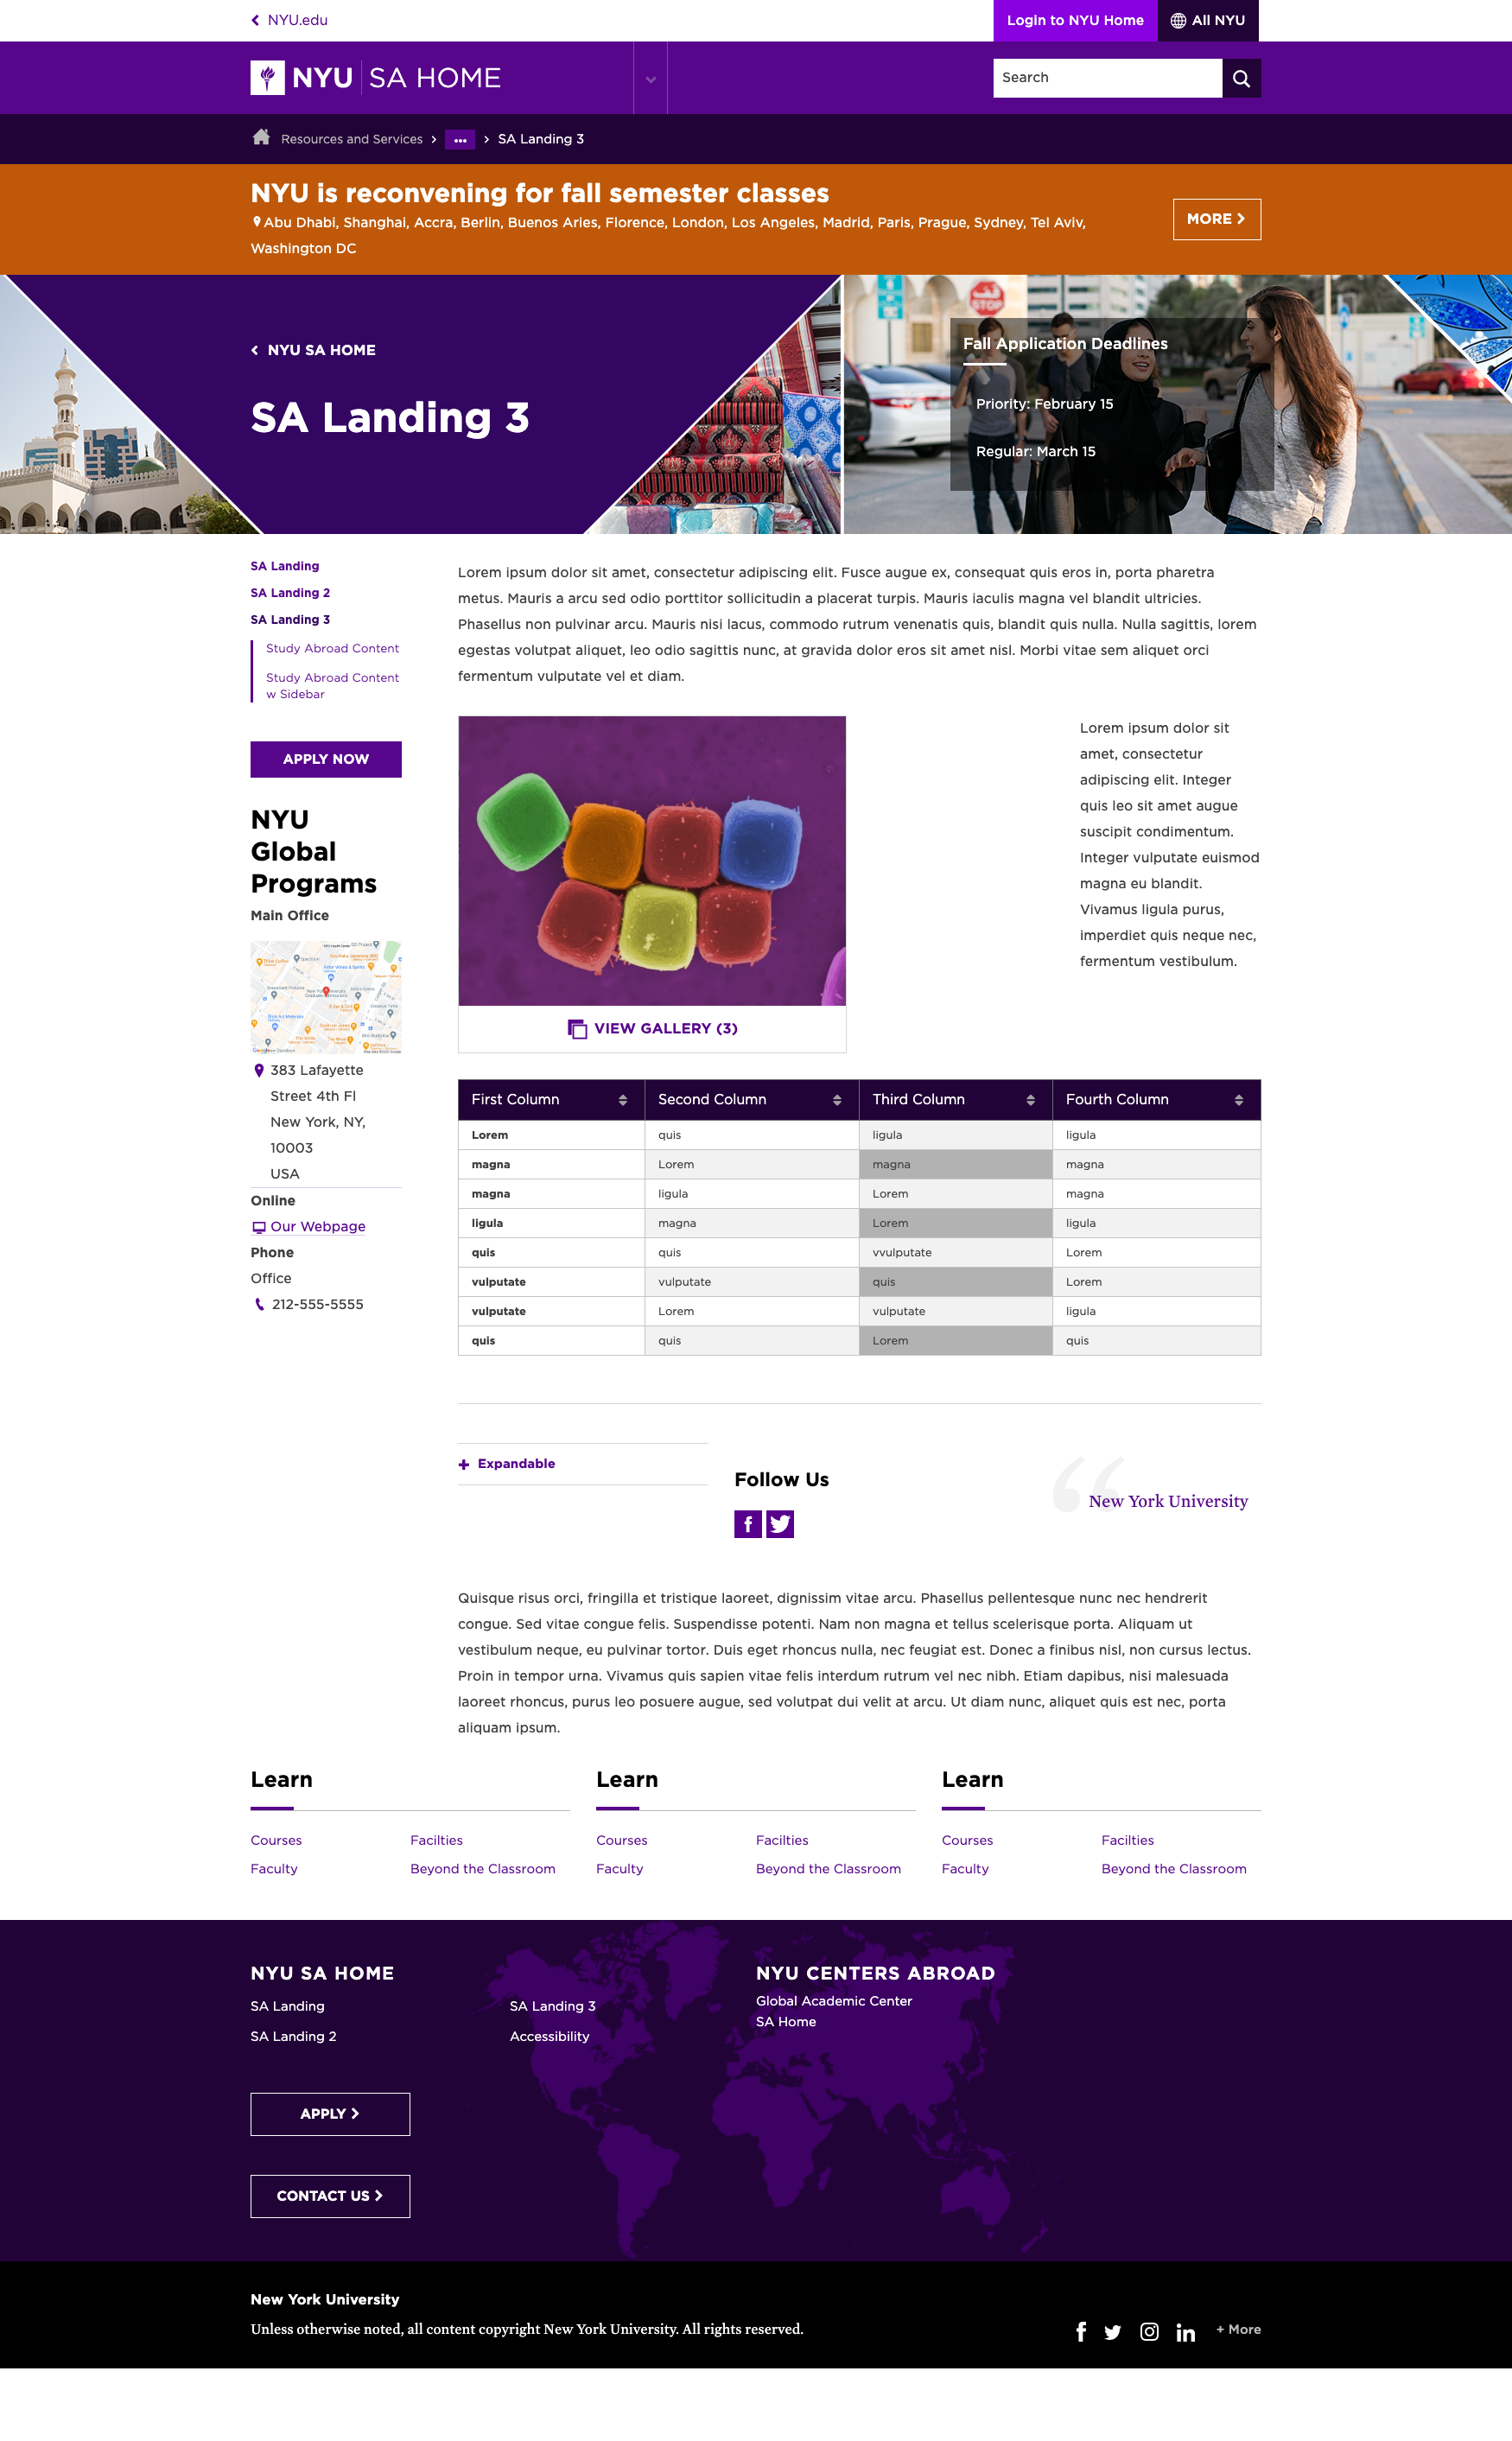 NYU.edu
Login to NYU Home
All NYU
NYU SA HOME
Search
Resources and Services
SA Landing 3
NYU is reconvening for fall semester classes
Abu Dhabi, Shanghai, Accra, Berlin, Buenos Aries, Florence, London, Los Angeles, Madrid, Paris, Prague, Sydney, Tel Aviv,
Washington DC
MORE
NYU SA HOME
SA Landing 3
STOP
Fall Application Deadlines
Priority: February 15
Regular: March 15
SA Landing
SA Landing 2
SA Landing 3
Study Abroad Content
Study Abroad Content
w Sidebar
APPLY NOW
NYU
Global
Programs
Main Office
383 Lafayette
Street 4th Fl
New York, NY,
10003
USA
Online
Our Webpage
Phone
Office
212-555-5555
Lorem ipsum dolor sit amet, consectetur adipiscing elit. Fusce augue ex, consequat quis eros in, porta pharetra
metus. Mauris a arcu sed odio porttitor sollicitudin a placerat turpis. Mauris iaculis magna vel blandit ultricies.
Phasellus non pulvinar arcu. Mauris nisi lacus, commodo rutrum venenatis quis, blandit quis nulla. Nulla sagittis, lorem
egestas volutpat aliquet, leo odio sagittis nunc, at gravida dolor eros sit amet nisl. Morbi vitae sem aliquet orci
fermentum vulputate vel et diam.
VIEW GALLERY (3)
Lorem ipsum dolor sit
amet, consectetur
adipiscing elit. Integer
quis leo sit amet augue
suscipit condimentum.
Integer vulputate euismod
magna eu blandit.
Vivamus ligula purus,
imperdiet quis neque nec,
fermentum vestibulum.
First Column Second Column Third Column Fourth Column
Lorem quis ligula ligula
magna Lorem magna magna
magna ligula Lorem magna
ligula magna Lorem ligula
quis quis vvulputate Lorem
vulputate vulputate quis Lorem
vulputate Lorem vulputate ligula
quis quis Lorem quis
Expandable
Follow Us
“
New York University
Quisque risus orci, fringilla et tristique laoreet, dignissim vitae arcu. Phasellus pellentesque nunc nec hendrerit
congue. Sed vitae congue felis. Suspendisse potenti. Nam non magna et tellus scelerisque porta. Aliquam ut
vestibulum neque, eu pulvinar tortor. Duis eget rhoncus nulla, nec feugiat est. Donec a finibus nisl, non cursus lectus.
Proin in tempor urna. Vivamus quis sapien vitae felis interdum rutrum vel nec nibh. Etiam dapibus, nisi malesuada
laoreet rhoncus, purus leo posuere augue, sed volutpat dui velit at arcu. Ut diam nunc, aliquet quis est nec, porta
aliquam ipsum.
Learn
Courses Facilties
Faculty Beyond the Classroom
Learn
Courses Facilties
Faculty Beyond the Classroom
Learn
Courses Facilties
Faculty Beyond the Classroom
NYU SA HOME
SA Landing SA Landing 3
SA Landing 2 Accessibility
NYU CENTERS ABROAD
Global Academic Center
SA Home
APPLY
CONTACT US
New York University
Unless otherwise noted, all content copyright New York University. All rights reserved.
+ More